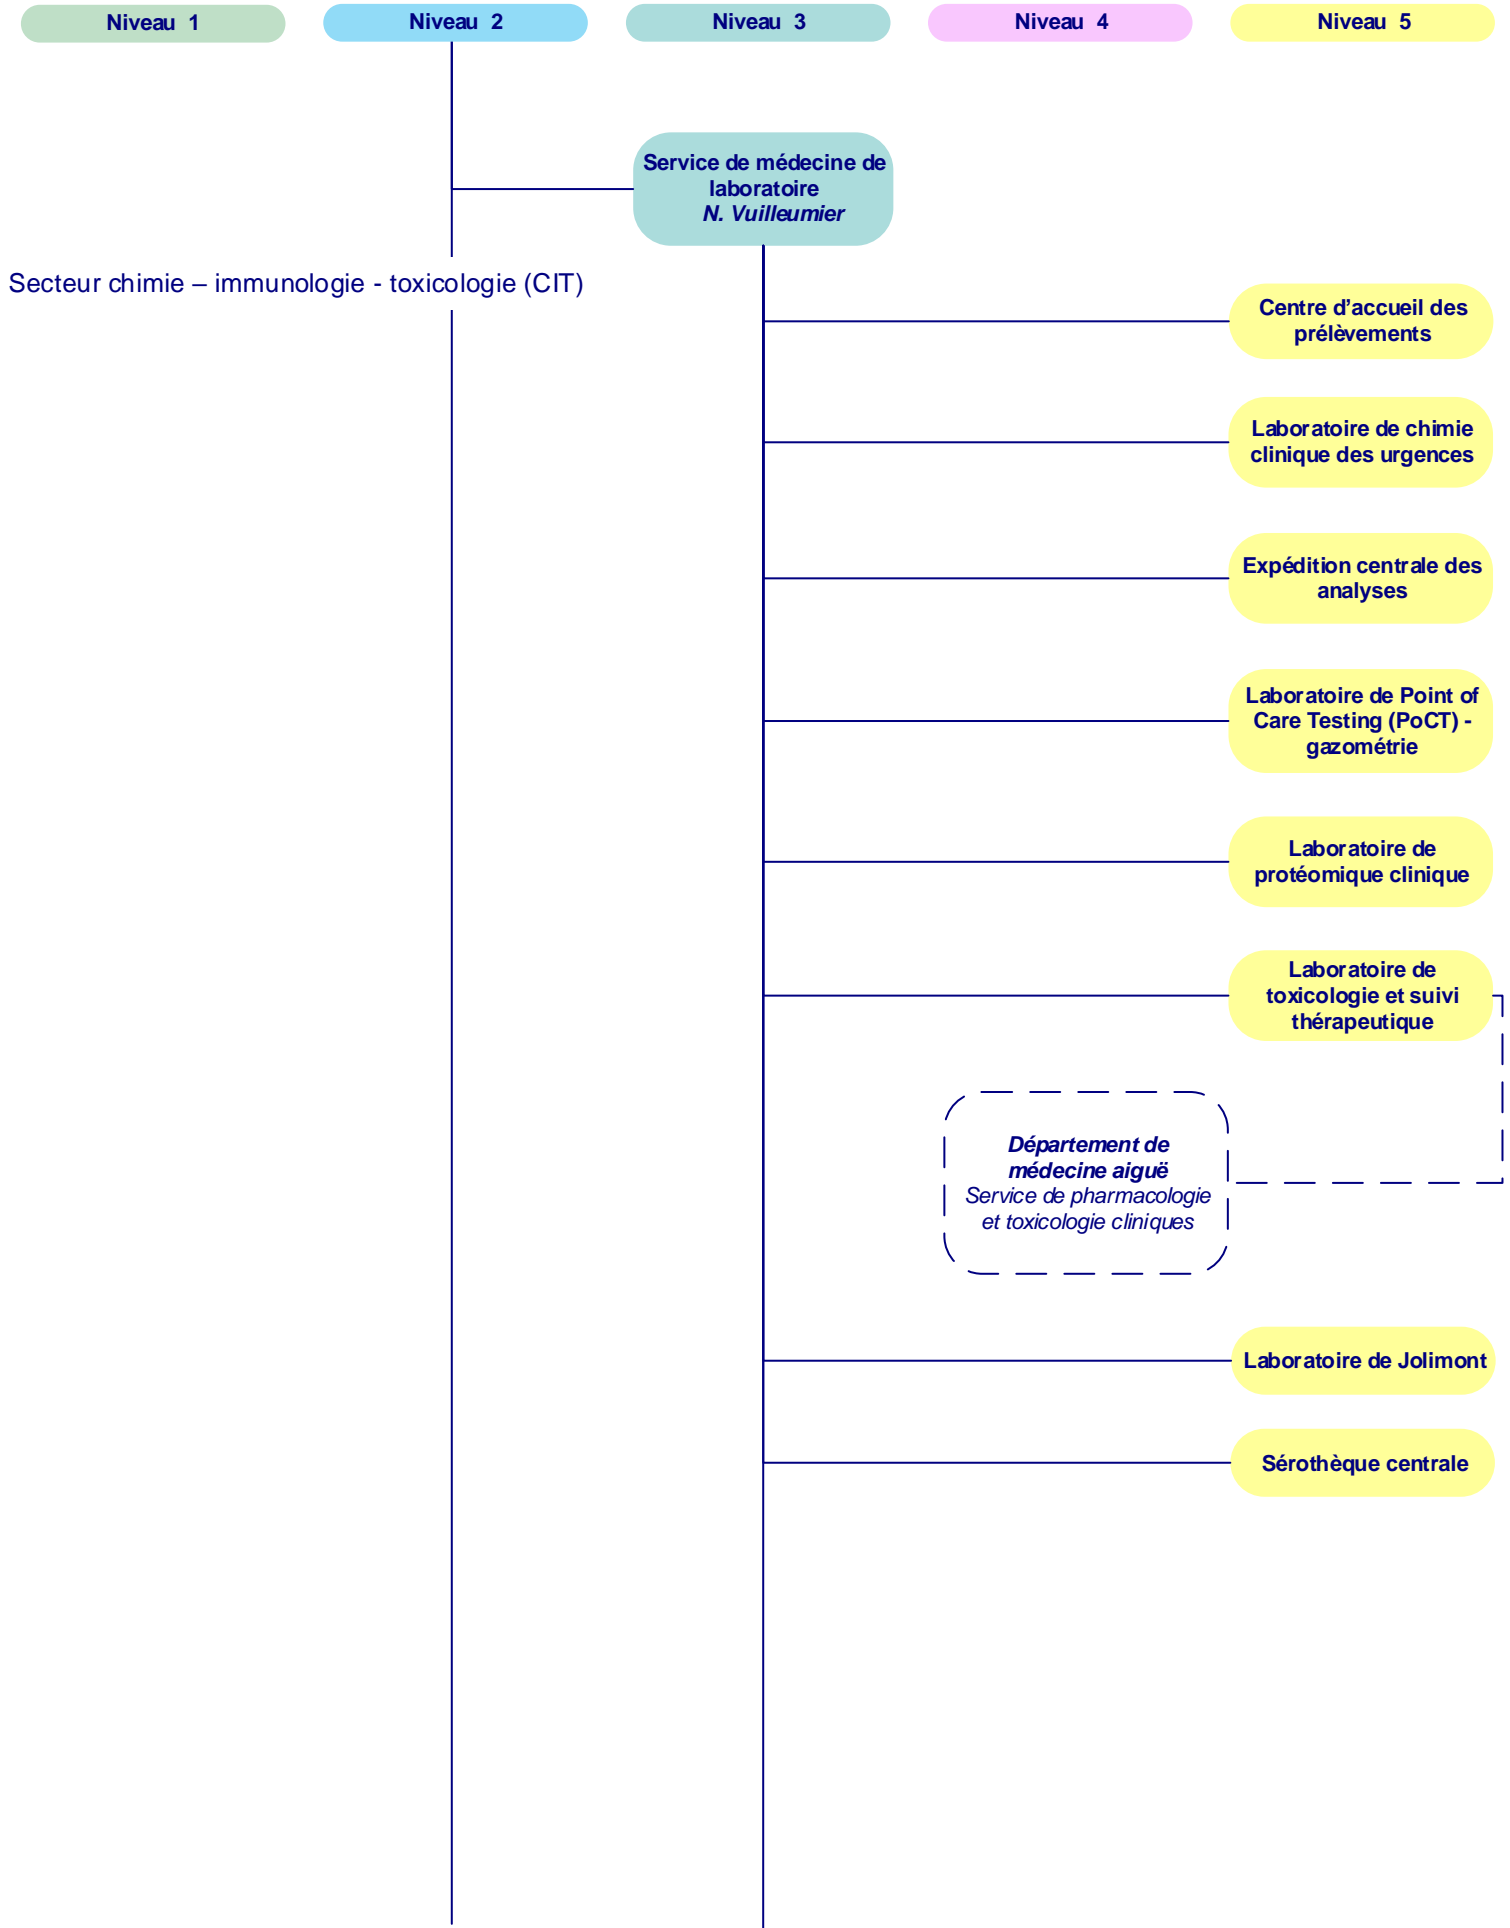 Niveau 1
Niveau 2
Niveau 3
Niveau 4
Niveau 5
Service de médecine de
laboratoire
N. Vuilleumier
Secteur chimie – immunologie - toxicologie (CIT)
Centre d’accueil des
prélèvements
Laboratoire de chimie
clinique des urgences
Expédition centrale des
analyses
Laboratoire de Point of
Care Testing (PoCT) -
gazométrie
Laboratoire de
protéomique clinique
Laboratoire de
toxicologie et suivi
thérapeutique
Département de
médecine aiguë
Service de pharmacologie
et toxicologie cliniques
Laboratoire de Jolimont
Sérothèque centrale